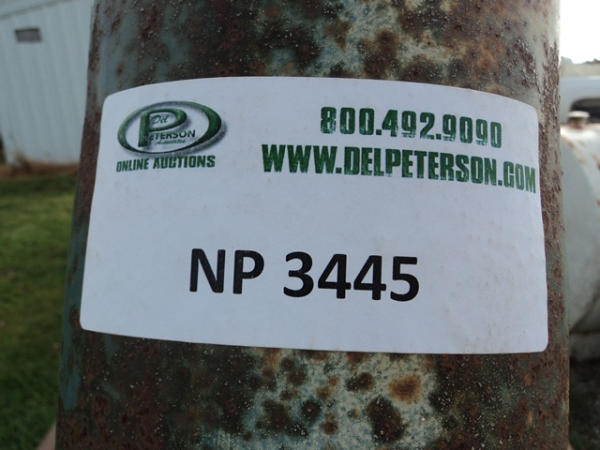 Del
PETERSON
ONLINE AUCTIONS
800.492.9090
WWW.DELPETERSON.COM
NP 3445